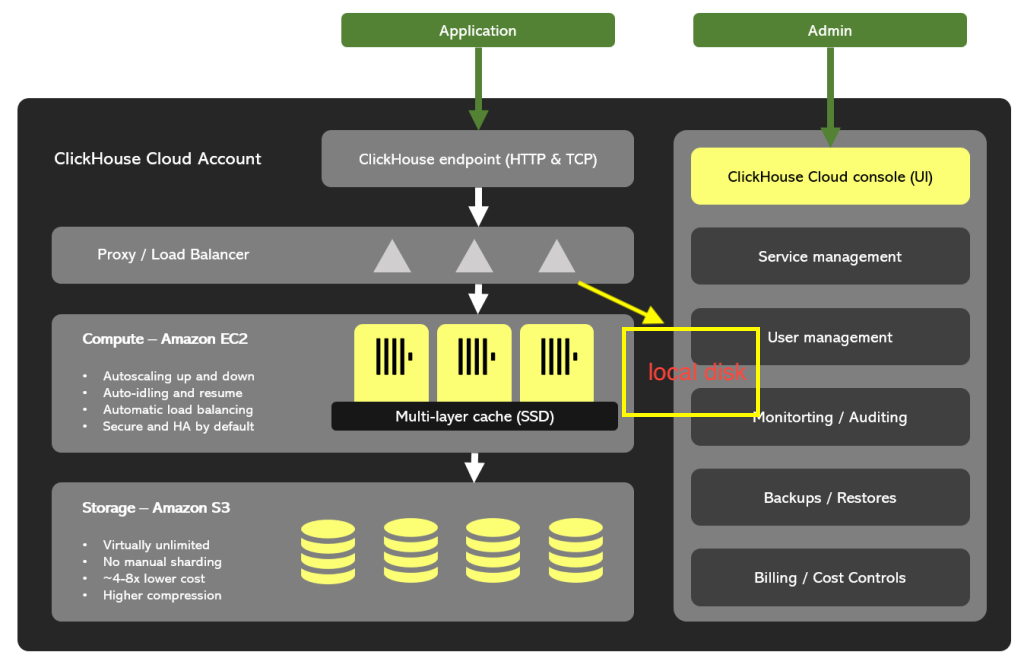 Application
Admin
ClickHouse Cloud Account
ClickHouse endpoint (HTTP & TCP)
ClickHouse Cloud console (UI)
Proxy / Load Balancer
Service management
Compute – Amazon EC2
• Autoscaling up and down
• Auto-idling and resume
• Automatic load balancing
• Secure and HA by default
Multi-layer cache (SSD)
User management
local disk
Monitorting / Auditing
Storage – Amazon S3
• Virtually unlimited
• No manual sharding
• ~4-8x lower cost
• Higher compression
Backups / Restores
Billing / Cost Controls